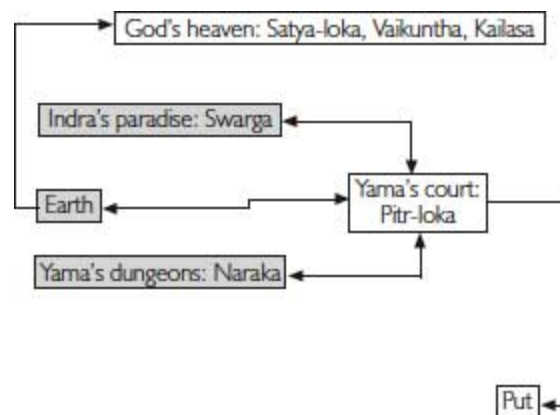 God's heaven: Satya-loka, Vaikuntha, Kailasa
Indra's paradise: Swarga
Earth
Yama's court:
Pitr-loka
Yama's dungeons: Naraka
Put